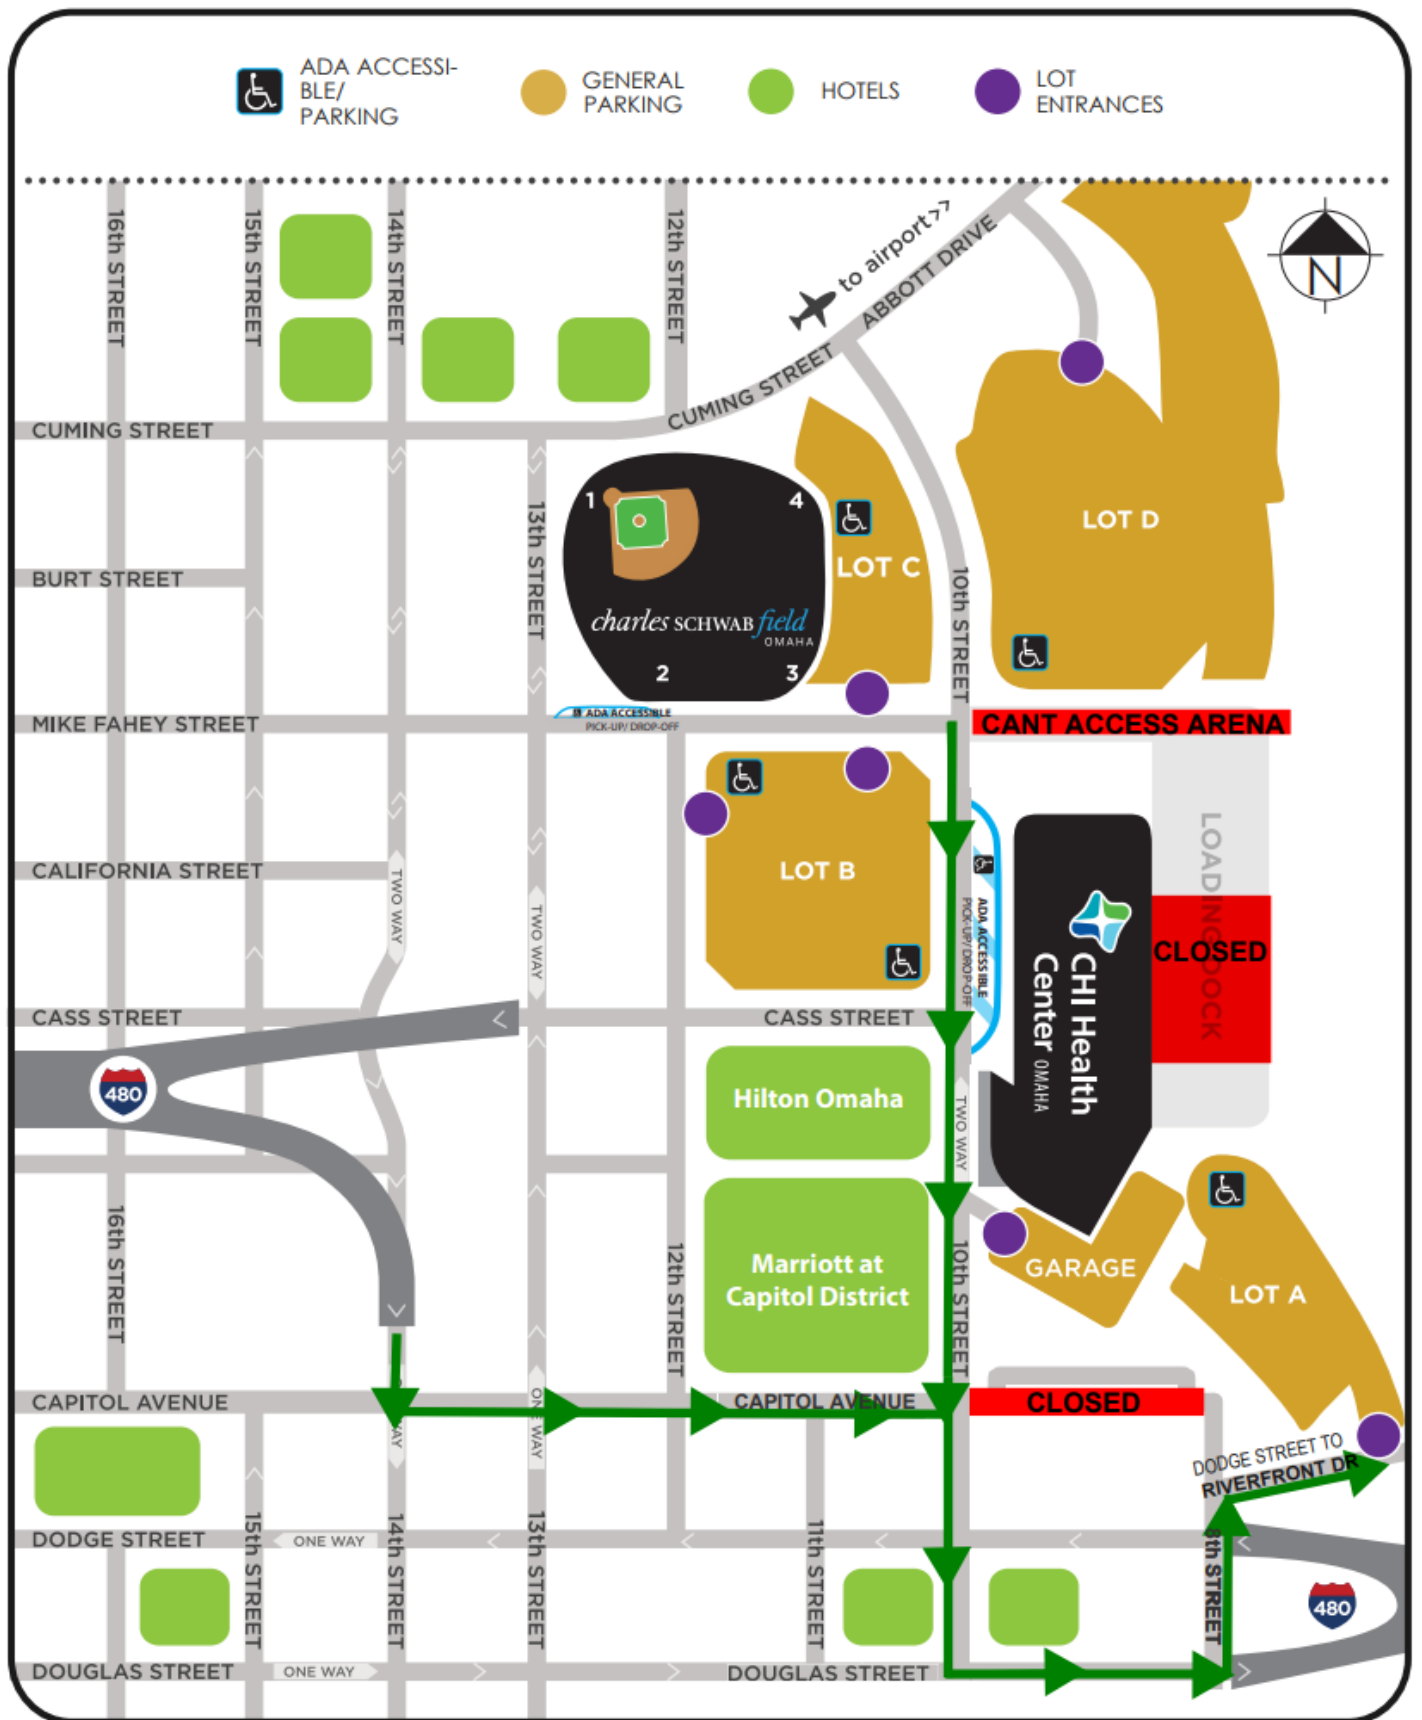 ADA ACCESSI-
BLE/
PARKING
GENERAL
PARKING
HOTELS
LOT
ENTRANCES
16th STREET
15th STREET
14th STREET
12th STREET
to airport>>
ABBOTT DRIVE
N
CUMING STREET
CUMING STREET
1
4
13th STREET
LOT C
LOT D
BURT STREET
10th STREET
charles SCHWAB field
OMAHA
2
3
ADA ACCESSIBLE
PICK-UP/ DROP-OFF
MIKE FAHEY STREET
CANT ACCESS ARENA
LOADING DOCK
CALIFORNIA STREET
TWO WAY
TWO WAY
LOT B
ADA ACCESSIBLE
PICK-UP/ DROP-OFF
CHI Health
Center OMAHA
CLOSED
CASS STREET
CASS STREET
480
Hilton Omaha
TWO WAY
16th STREET
12th STREET
Marriott at
Capitol District
10th STREET
GARAGE
LOT A
CAPITOL AVENUE
ONE WAY
CAPITOL AVENUE
CLOSED
WAY
DODGE STREET TO
RIVERFRONT DR
DODGE STREET
ONE WAY
15th STREET
14th STREET
13th STREET
11th STREET
8th STREET
480
DOUGLAS STREET
ONE WAY
DOUGLAS STREET